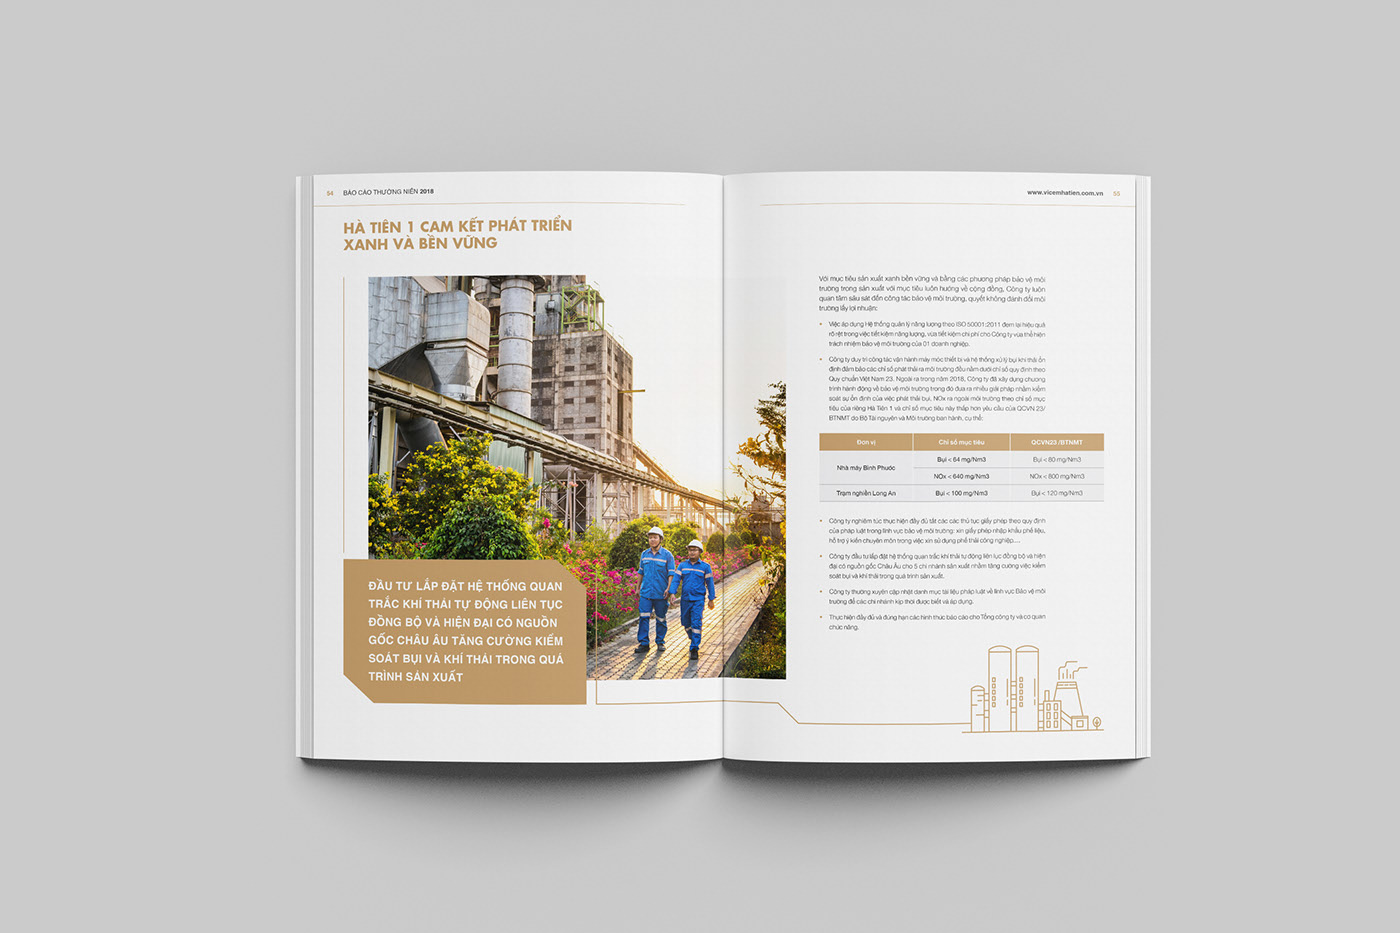 54 BÁO CÁO THƯỜNG NIÊN 2018
HÀ TIÊN 1 CAM KẾT PHÁT TRIỂN
XANH VÀ BỀN VỮNG
ĐẦU TƯ LẮP ĐẶT HỆ THỐNG QUAN
TRẮC KHÍ THẢI TỰ ĐỘNG LIÊN TỤC
ĐỒNG BỘ VÀ HIỆN ĐẠI CÓ NGUỒN
GỐC CHÂU ÂU TĂNG CƯỜNG KIỂM
SOÁT BỤI VÀ KHÍ THẢI TRONG QUÁ
TRÌNH SẢN XUẤT
www.vicemhatien.com.vn 55
Với mục tiêu sản xuất xanh bền vững và bằng các phương pháp bảo vệ môi
trường trong sản xuất với mục tiêu luôn hướng về cộng đồng, Công ty luôn
quan tâm sâu sát đến công tác bảo vệ môi trường, quyết không đánh đổi môi
trường lấy lợi nhuận:
• Việc áp dụng Hệ thống quản lý năng lượng theo ISO 50001:2011 đem lại hiệu quả
rõ rệt trong việc tiết kiệm năng lượng, vừa tiết kiệm chi phí cho Công ty vừa thể hiện
trách nhiệm bảo vệ môi trường của 01 doanh nghiệp.
• Công ty duy trì công tác vận hành máy móc thiết bị và hệ thống xử lý bụi khí thải ổn
định đảm bảo các chỉ số phát thải ra môi trường đều nằm dưới chỉ số quy định theo
Quy chuẩn Việt Nam 23. Ngoài ra trong năm 2018, Công ty đã xây dựng chương
trình hành động về bảo vệ môi trường trong đó đưa ra nhiều giải pháp nhằm kiểm
soát sự ổn định của việc phát thải bụi, NOx ra ngoài môi trường theo chỉ số mục
tiêu của riêng Hà Tiên 1 và chỉ số mục tiêu này thấp hơn yêu cầu của QCVN 23/
BTNMT do Bộ Tài nguyên và Môi trường ban hành, cụ thể:
Đơn vị Chỉ số mục tiêu QCVN23 /BTNMT
Nhà máy Bình Phước Bụi < 64 mg/Nm3 Bụi < 80 mg/Nm3
NOx < 640 mg/Nm3 NOx < 800 mg/Nm3
Trạm nghiền Long An Bụi < 100 mg/Nm3 Bụi < 120 mg/Nm3
• Công ty nghiêm túc thực hiện đầy đủ tất các các thủ tục giấy phép theo quy định
của pháp luật trong lĩnh vực bảo vệ môi trường: xin giấy phép nhập khẩu phế liệu,
hồ trợ ý kiến chuyên môn trong việc xin sử dụng phế thải công nghiệp.....
• Công ty đầu tư lắp đặt hệ thống quan trắc khí thải tự động liên tục đồng bộ và hiện
đại có nguồn gốc Châu Âu cho 5 chi nhánh sản xuất nhằm tăng cường việc kiểm
soát bụi và khí thải trong quá trình sản xuất.
• Công ty thường xuyên cập nhật danh mục tài liệu pháp luật về lĩnh vực Bảo vệ môi
trường để các chi nhánh kịp thời được biết và áp dụng.
• Thực hiện đầy đủ và đúng hạn các hình thức báo cáo cho Tổng công ty và cơ quan
chức năng.